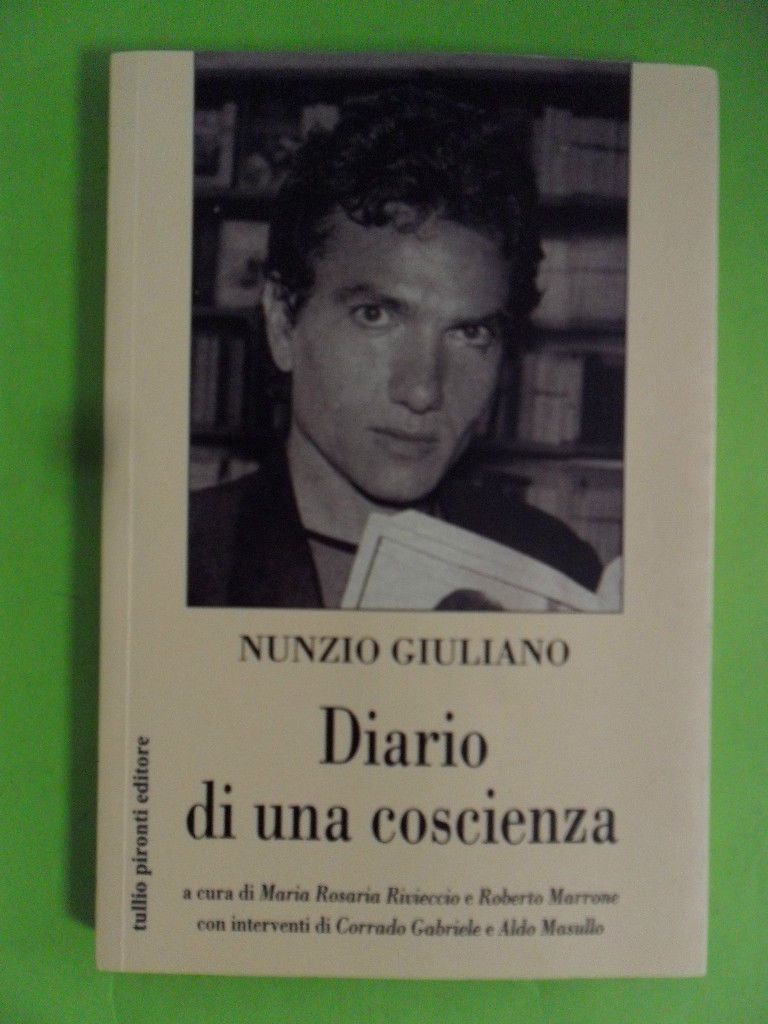 NUNZIO GIULIANO
Diario
di una coscienza
a cura di Maria Rosaria Rivieccio e Roberto Marrone
con interventi di Corrado Gabriele e Aldo Masullo
tullio pironti editore